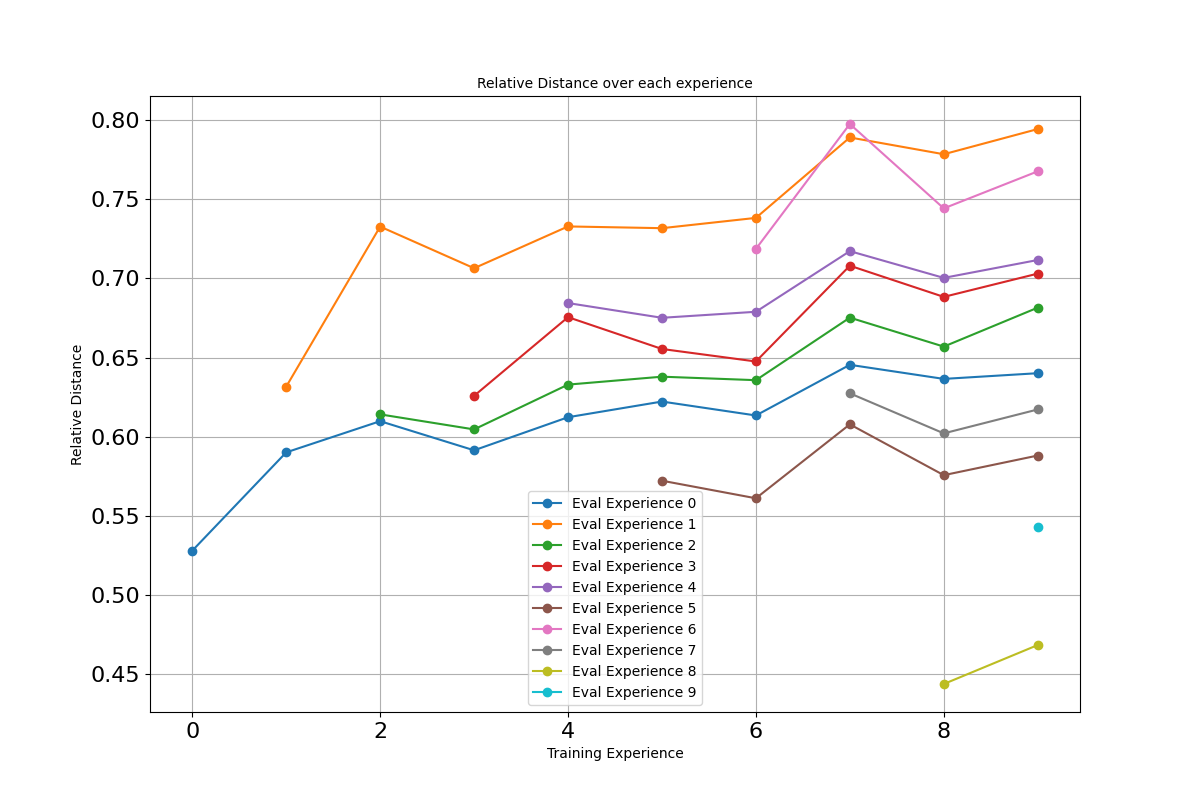 Relative Distance over each experience
0.80
0.75
0.70
0.65
0.60
0.55
0.50
0.45
Relative Distance
Eval Experience 0
Eval Experience 1
Eval Experience 2
Eval Experience 3
Eval Experience 4
Eval Experience 5
Eval Experience 6
Eval Experience 7
Eval Experience 8
Eval Experience 9
0 2 4 6 8
Training Experience